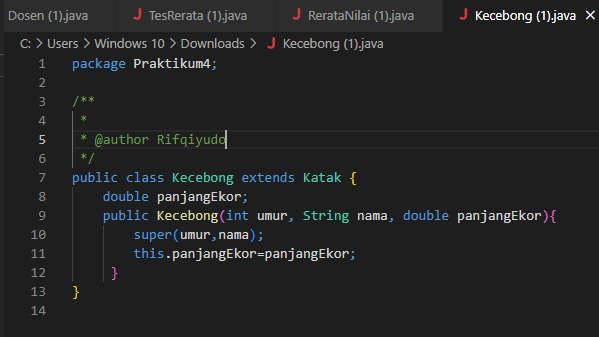 Dosen (1).java J TesRerata (1).java J RerataNilai (1).java J Kecebong (1).java ×
C: > Users > Windows 10 > Downloads > J Kecebong (1).java
1 package Praktikum4;
2
3 /**
4 *
5 * @author Rifqiyudo
6 */
7 public class Kecebong extends Katak {
8 double panjangEkor;
9 public Kecebong(int umur, String nama, double panjangEkor){
10 super(umur,nama);
11 this.panjangEkor=panjangEkor;
12 }
13 }
14